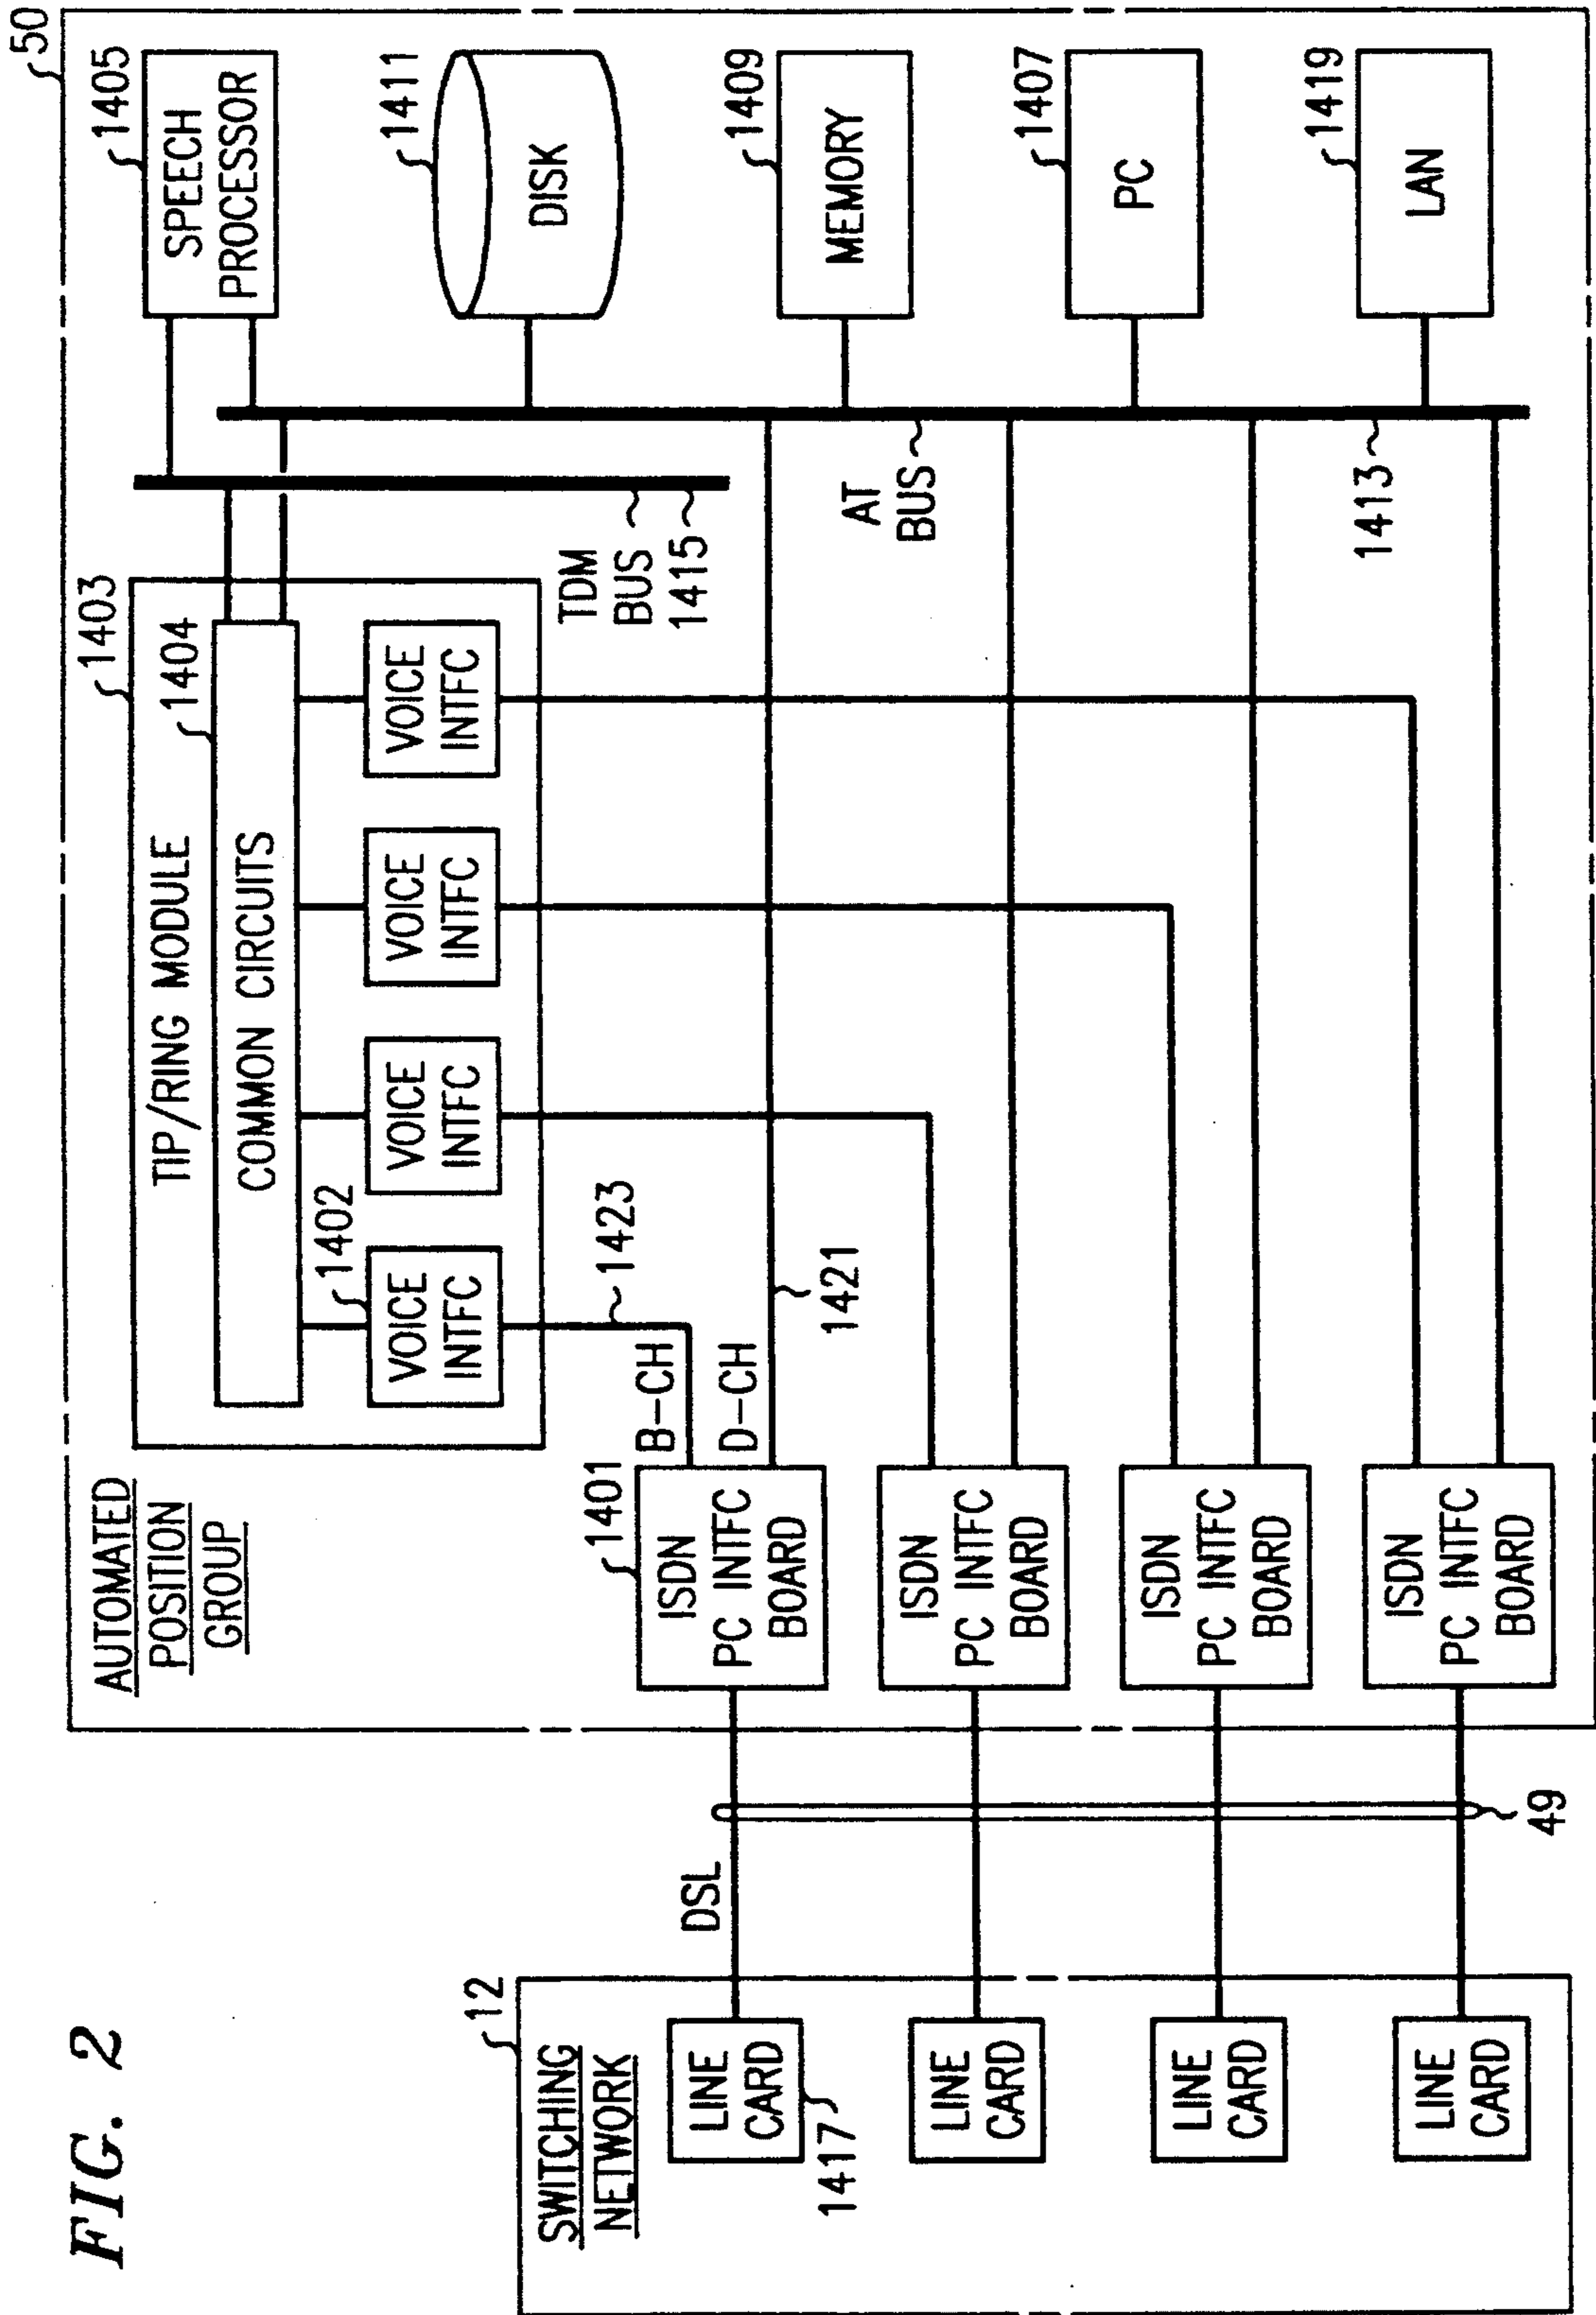 FIG. 2
SWITCHING
NETWORK
12
LINE
CARD
1417
LINE
CARD
LINE
CARD
LINE
CARD
DSL
49
50
AUTOMATED
POSITION
GROUP
1401
ISDN
PC INTFC
BOARD
ISDN
PC INTFC
BOARD
ISDN
PC INTFC
BOARD
ISDN
PC INTFC
BOARD
B-CH
D-CH
1423
1421
1403
TIP/RING MODULE
1404
COMMON CIRCUITS
1402
VOICE
INTFC
VOICE
INTFC
VOICE
INTFC
VOICE
INTFC
TDM
BUS
1415
AT
BUS
1413
1405
SPEECH
PROCESSOR
1411
DISK
1409
MEMORY
1407
PC
1419
LAN